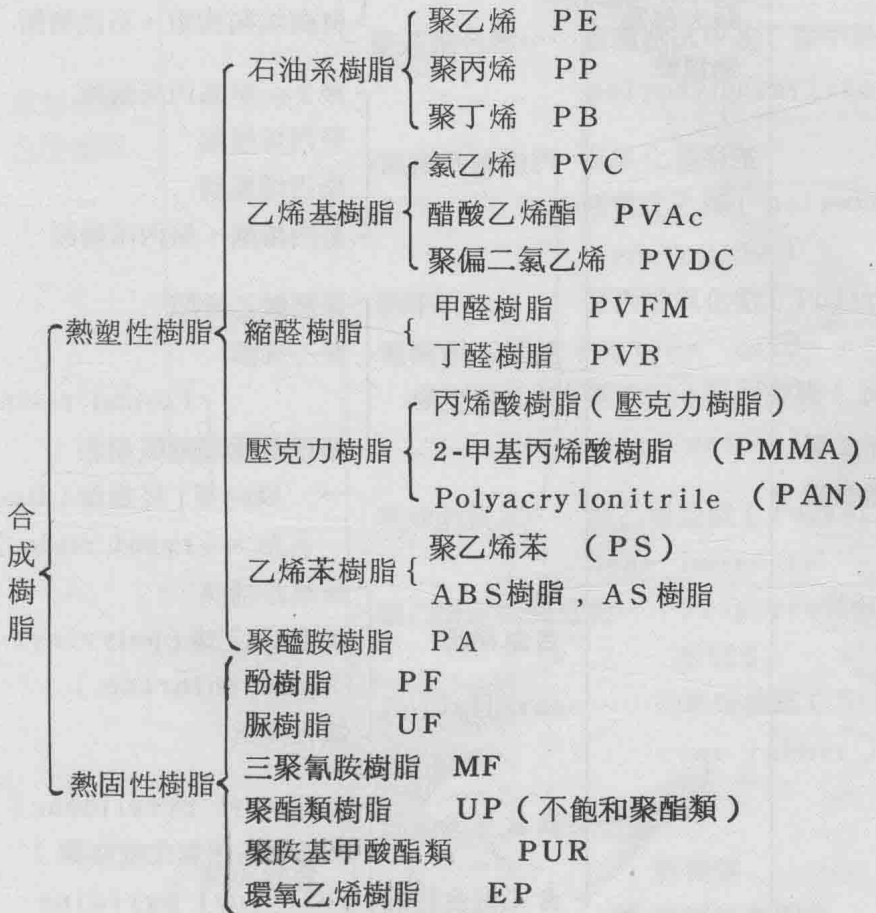 聚乙烯 PE
石油系樹脂 聚丙烯 PP
聚丁烯 PB
氯乙烯 PVC
乙烯基樹脂 醋酸乙烯酯 PVAc
聚偏二氯乙烯 PVDC
甲醛樹脂 PVFM
熱塑性樹脂 縮醛樹脂
丁醛樹脂 PVB
丙烯酸樹脂(壓克力樹脂)
壓克力樹脂 2-甲基丙烯酸樹脂 (PMMA)
Polyacrylonitrile (PAN)
合成樹脂
聚乙烯苯 (PS)
乙烯苯樹脂
ABS樹脂,AS樹脂
聚醯胺樹脂 PA
酚樹脂 PF
脲樹脂 UF
熱固性樹脂 三聚氰胺樹脂 MF
聚酯類樹脂 UP(不飽和聚酯類)
聚胺基甲酸酯類 PUR
環氧乙烯樹脂 EP